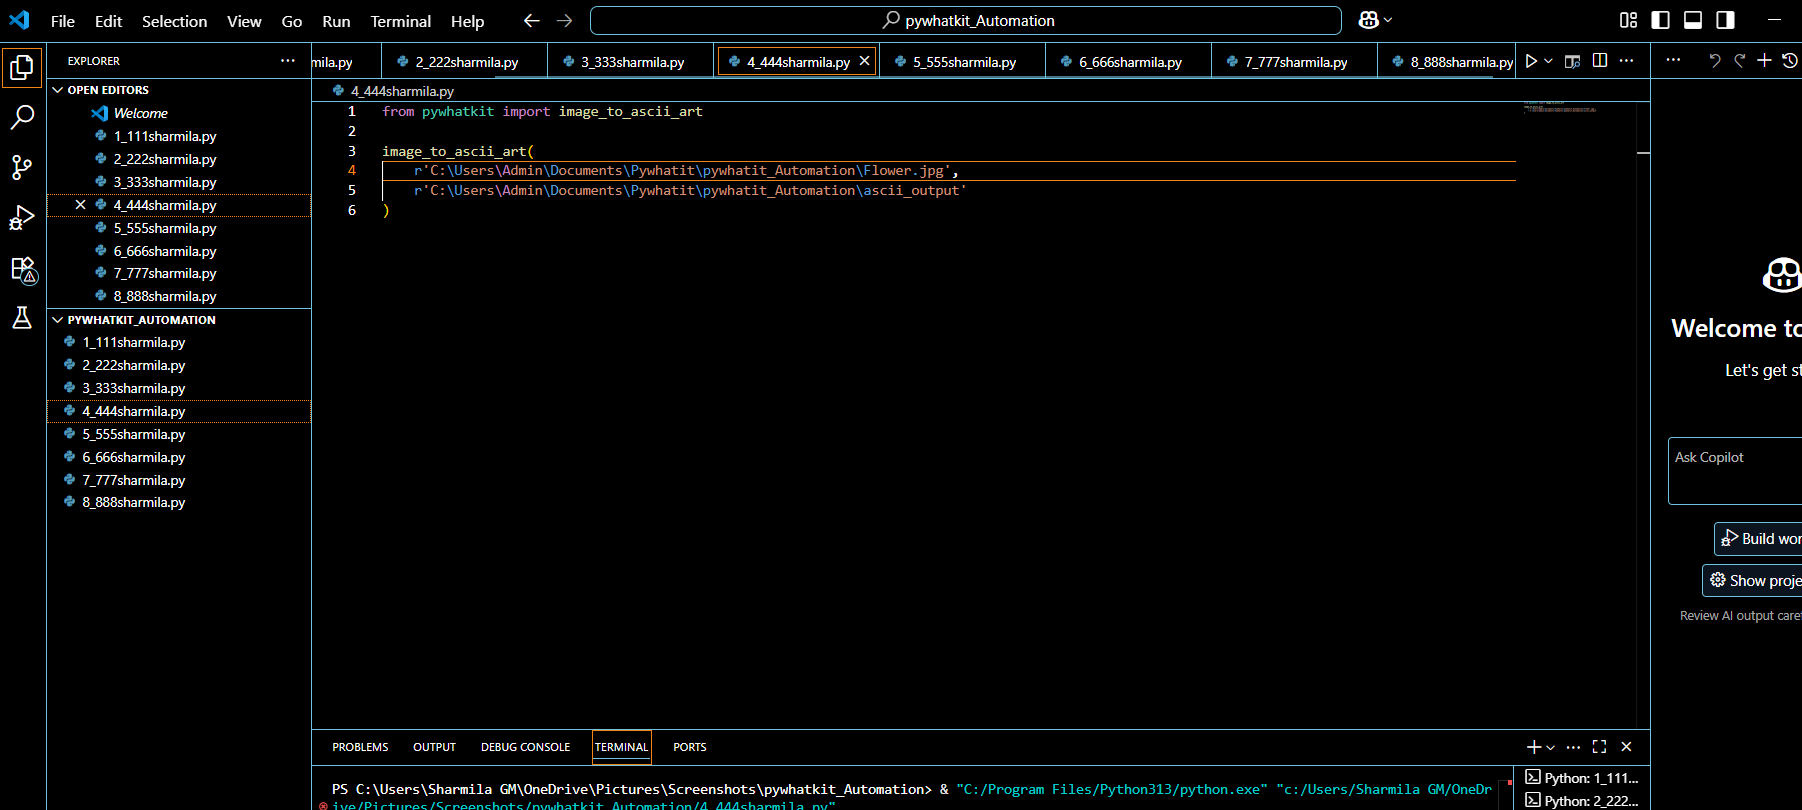 File Edit Selection View Go Run Terminal Help
pywhatkit_Automation
EXPLORER
OPEN EDITORS
Welcome
1_111sharmila.py
2_222sharmila.py
3_333sharmila.py
4_444sharmila.py
5_555sharmila.py
6_666sharmila.py
7_777sharmila.py
8_888sharmila.py
PYWHATKIT_AUTOMATION
1_111sharmila.py
2_222sharmila.py
3_333sharmila.py
4_444sharmila.py
5_555sharmila.py
6_666sharmila.py
7_777sharmila.py
8_888sharmila.py
mila.py 2_222sharmila.py 3_333sharmila.py 4_444sharmila.py 5_555sharmila.py 6_666sharmila.py 7_777sharmila.py 8_888sharmila.py
4_444sharmila.py
1 from pywhatkit import image_to_ascii_art
2
3 image_to_ascii_art(
4 r'C:\Users\Admin\Documents\Pywhatit\pywhatit_Automation\Flower.jpg',
5 r'C:\Users\Admin\Documents\Pywhatit\pywhatit_Automation\ascii_output'
6 )
PROBLEMS OUTPUT DEBUG CONSOLE TERMINAL PORTS
PS C:\Users\Sharmila GM\OneDrive\Pictures\Screenshots\pywhatkit_Automation> & "C:/Program Files/Python313/python.exe" "c:/Users/Sharmila GM/OneDr
ive/Pictures/Screenshots/pywhatkit_Automation/4_444sharmila.py"
Python: 1_111...
Python: 2_222...
Welcome to
Let's get st
Ask Copilot
Build wor
Show proje
Review AI output caref